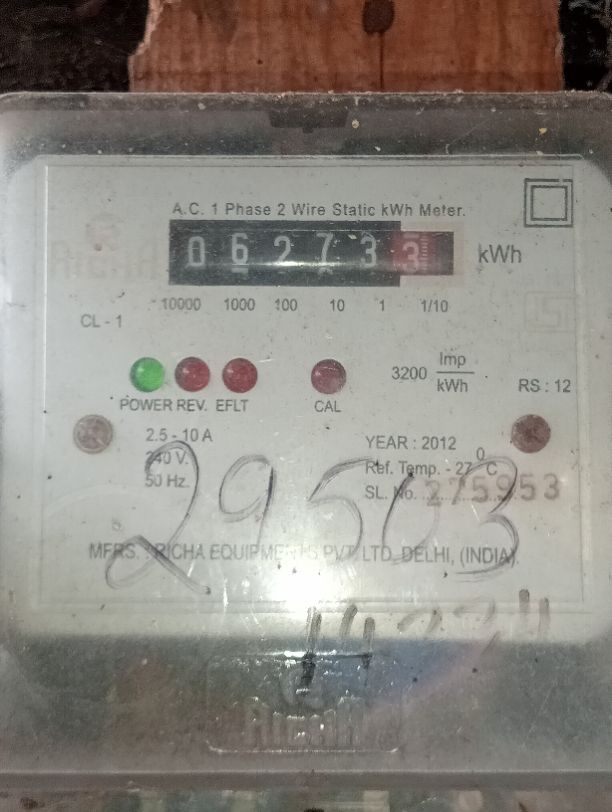 A.C. 1 Phase 2 Wire Static kWh Meter.
0 6 2 7 3 3 kWh
10000 1000 100 10 1 1/10
CL - 1
3200 Imp/kWh
RS : 12
POWER REV. EFLT CAL
2.5 - 10 A
240 V.
50 Hz.
YEAR : 2012
Ref. Temp. - 27 °C
SL. No. 275953
29503
MFRS. : RICHA EQUIPMENTS PVT. LTD. DELHI, (INDIA).
RICHA